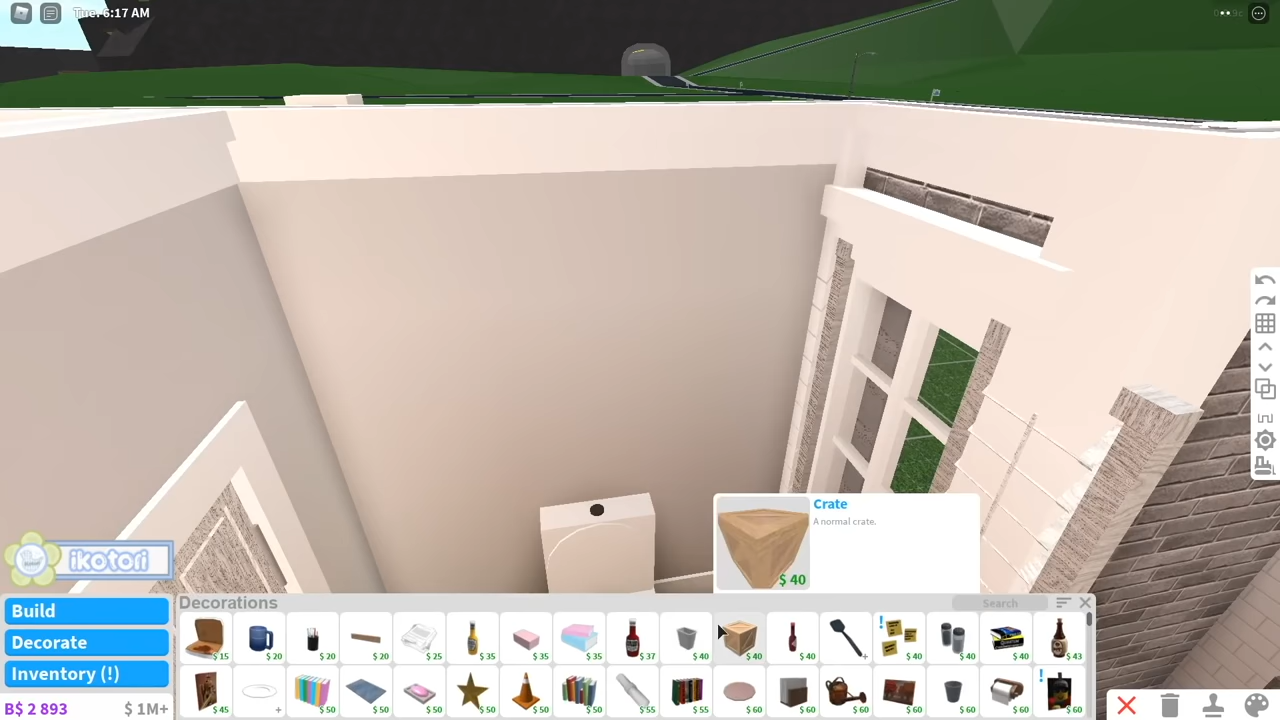 Tue. 6:17 AM
Crate
A normal crate.
$ 40
ikotori
Build
Decorate
Inventory (!)
B$ 2 893
$ 1M+
Decorations
Search
$15 $20 $20 $20 $25 $35 $35 $35 $37 $40 $40 $40 + $40 $40 $40 $43
$45 + $50 $50 $50 $50 $50 $50 $55 $55 $60 $60 $60 $60 $60 $60 $60